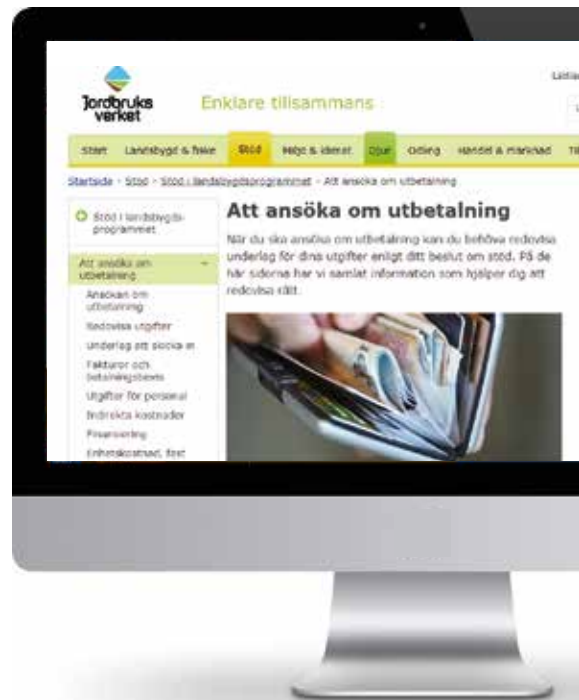 Jordbruks
verket
Enklare tillsammans
Start Landsbygd & fiske Stöd Miljö & klimat Djur Odling Handel & marknad
Startsida › Stöd › Stöd i landsbygdsprogrammet › Att ansöka om utbetalning
Stöd i landsbygds-
programmet
Att ansöka om
utbetalning
Ansökan om
utbetalning
Redovisa utgifter
Underlag att skicka in
Fakturor och
betalningsbevis
Utgifter för personal
Indirekta kostnader
Finansiering
Enhetskostnad, fast
Att ansöka om utbetalning
När du ska ansöka om utbetalning kan du behöva redovisa
underlag för dina utgifter enligt ditt beslut om stöd. På de
här sidorna har vi samlat information som hjälper dig att
redovisa rätt.